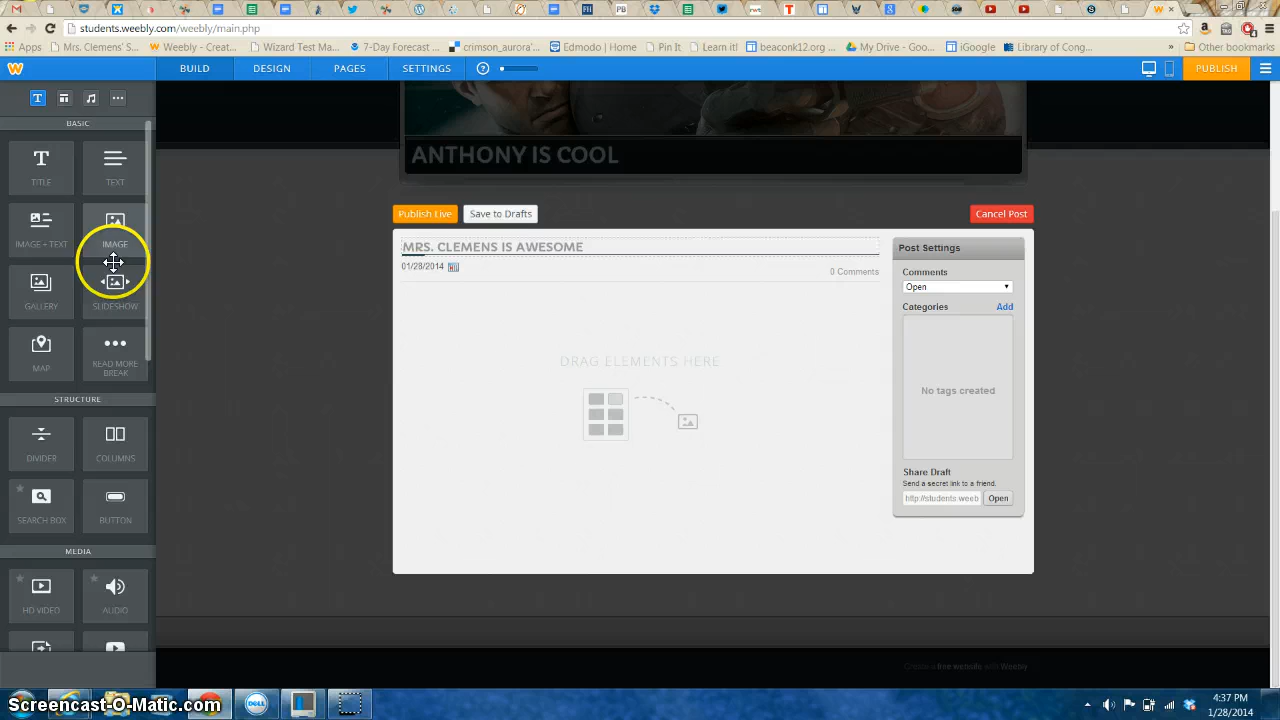 students.weebly.com/weebly/main.php
Apps Mrs. Clemens' S... Weebly - Creat... Wizard Test Ma... 7-Day Forecast ... crimson_aurora'... Edmodo | Home Pin It Learn it! beaconk12.org ... My Drive - Goo... iGoogle Library of Cong... » Other bookmarks
BUILD DESIGN PAGES SETTINGS PUBLISH
BASIC
TITLE TEXT
IMAGE + TEXT IMAGE
GALLERY SLIDESHOW
MAP READ MORE BREAK
STRUCTURE
DIVIDER COLUMNS
SEARCH BOX BUTTON
MEDIA
HD VIDEO AUDIO
ANTHONY IS COOL
Publish Live Save to Drafts Cancel Post
MRS. CLEMENS IS AWESOME
01/28/2014
0 Comments
DRAG ELEMENTS HERE
Post Settings
Comments
Open
Categories Add
No tags created
Share Draft
Send a secret link to a friend.
http://students.weeb Open
Create a free website with Weebly
Screencast-O-Matic.com
4:37 PM
1/28/2014